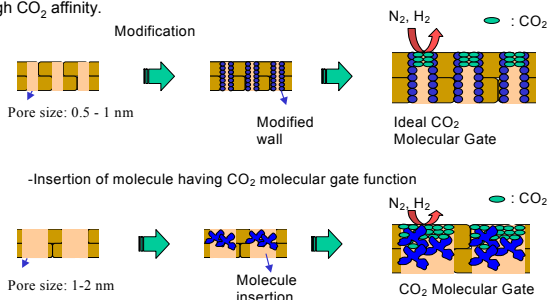 gh CO2 affinity.
Modification
N2, H2
: CO2
Pore size: 0.5 - 1 nm
Modified
wall
Ideal CO2
Molecular Gate
-Insertion of molecule having CO2 molecular gate function
N2, H2
: CO2
Pore size: 1-2 nm
Molecule
insertion
CO2 Molecular Gate